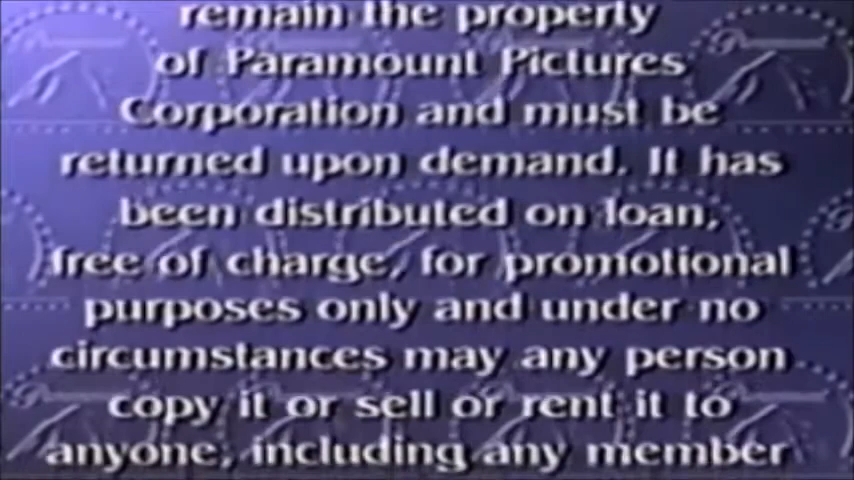 remain the property
of Paramount Pictures
Corporation and must be
returned upon demand. It has
been distributed on loan,
free of charge, for promotional
purposes only and under no
circumstances may any person
copy it or sell or rent it to
anyone, including any member